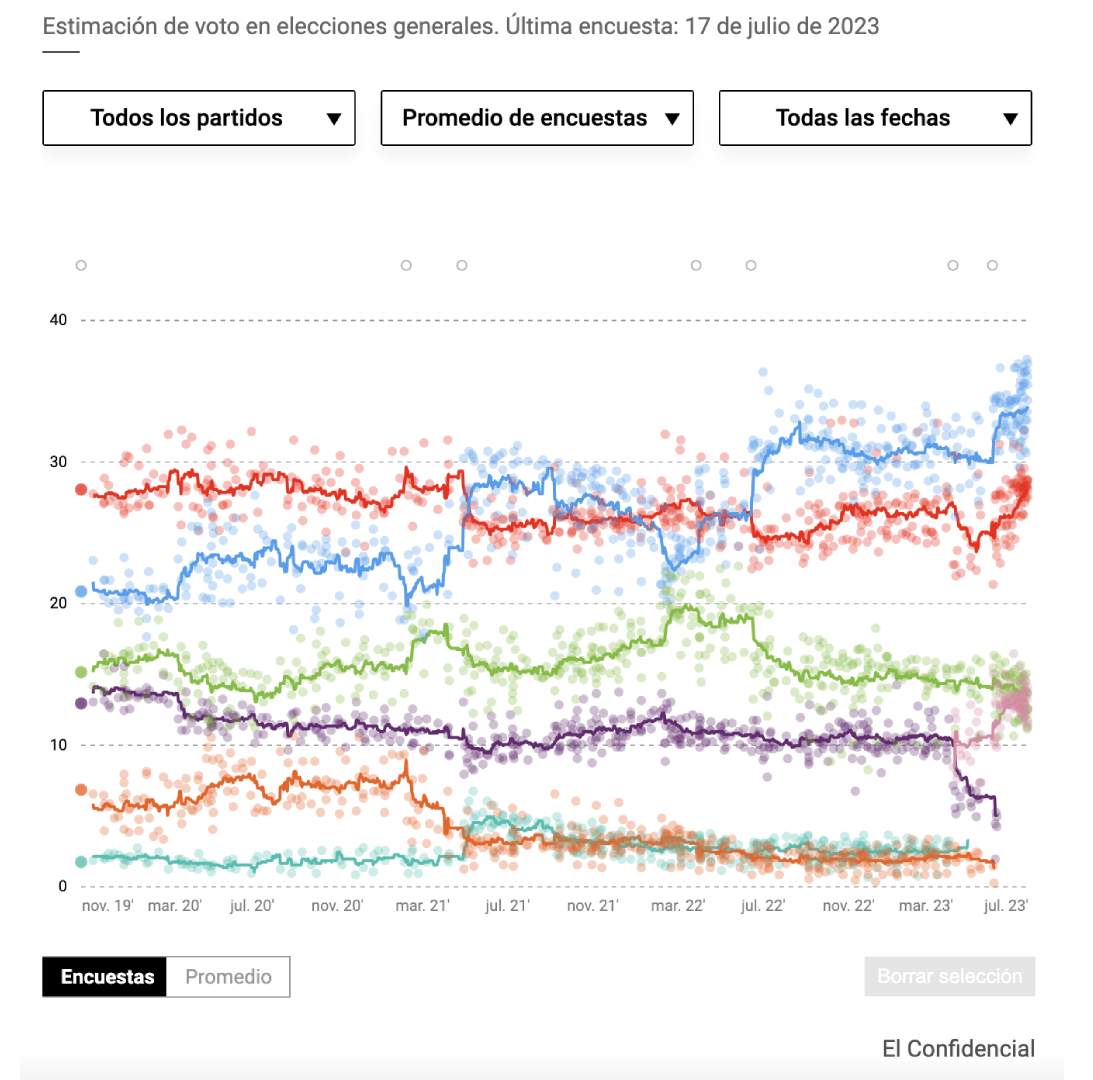 Estimación de voto en elecciones generales. Última encuesta: 17 de julio de 2023
Todos los partidos ▼ Promedio de encuestas ▼ Todas las fechas ▼
40
30
20
10
0
nov. 19' mar. 20' jul. 20' nov. 20' mar. 21' jul. 21' nov. 21' mar. 22' jul. 22' nov. 22' mar. 23' jul. 23'
Encuestas Promedio Borrar selección
El Confidencial